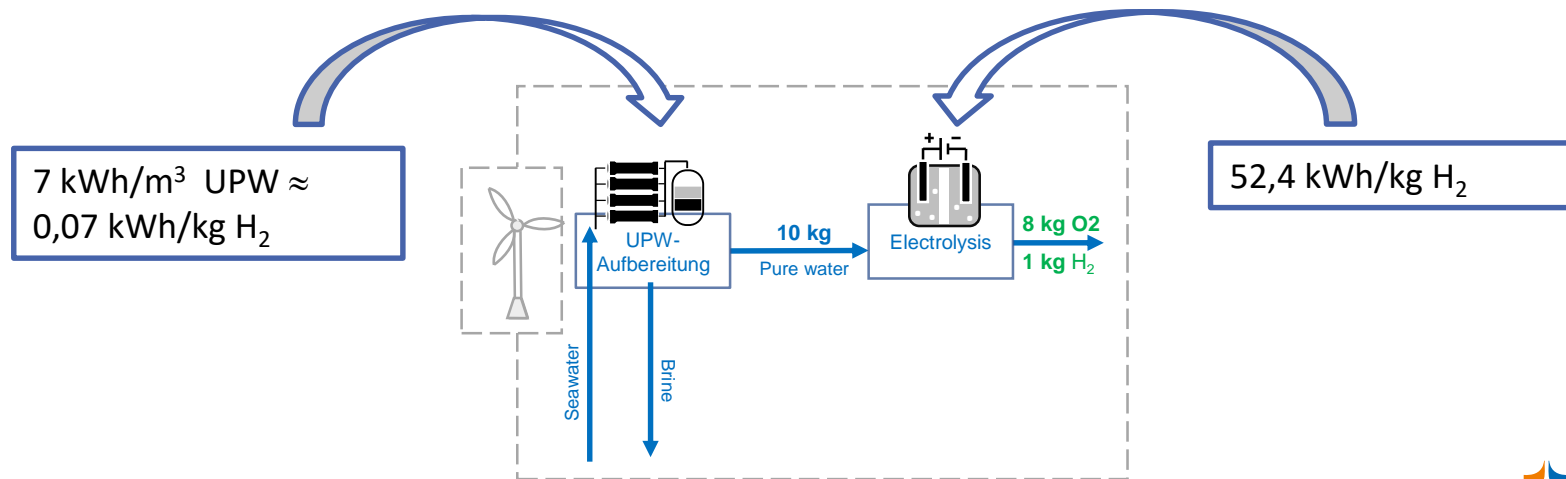 7 kWh/m³ UPW ≈
0,07 kWh/kg H₂
52,4 kWh/kg H₂
+ −
UPW-
Aufbereitung
10 kg
Pure water
Electrolysis
8 kg O2
1 kg H₂
Seawater
Brine